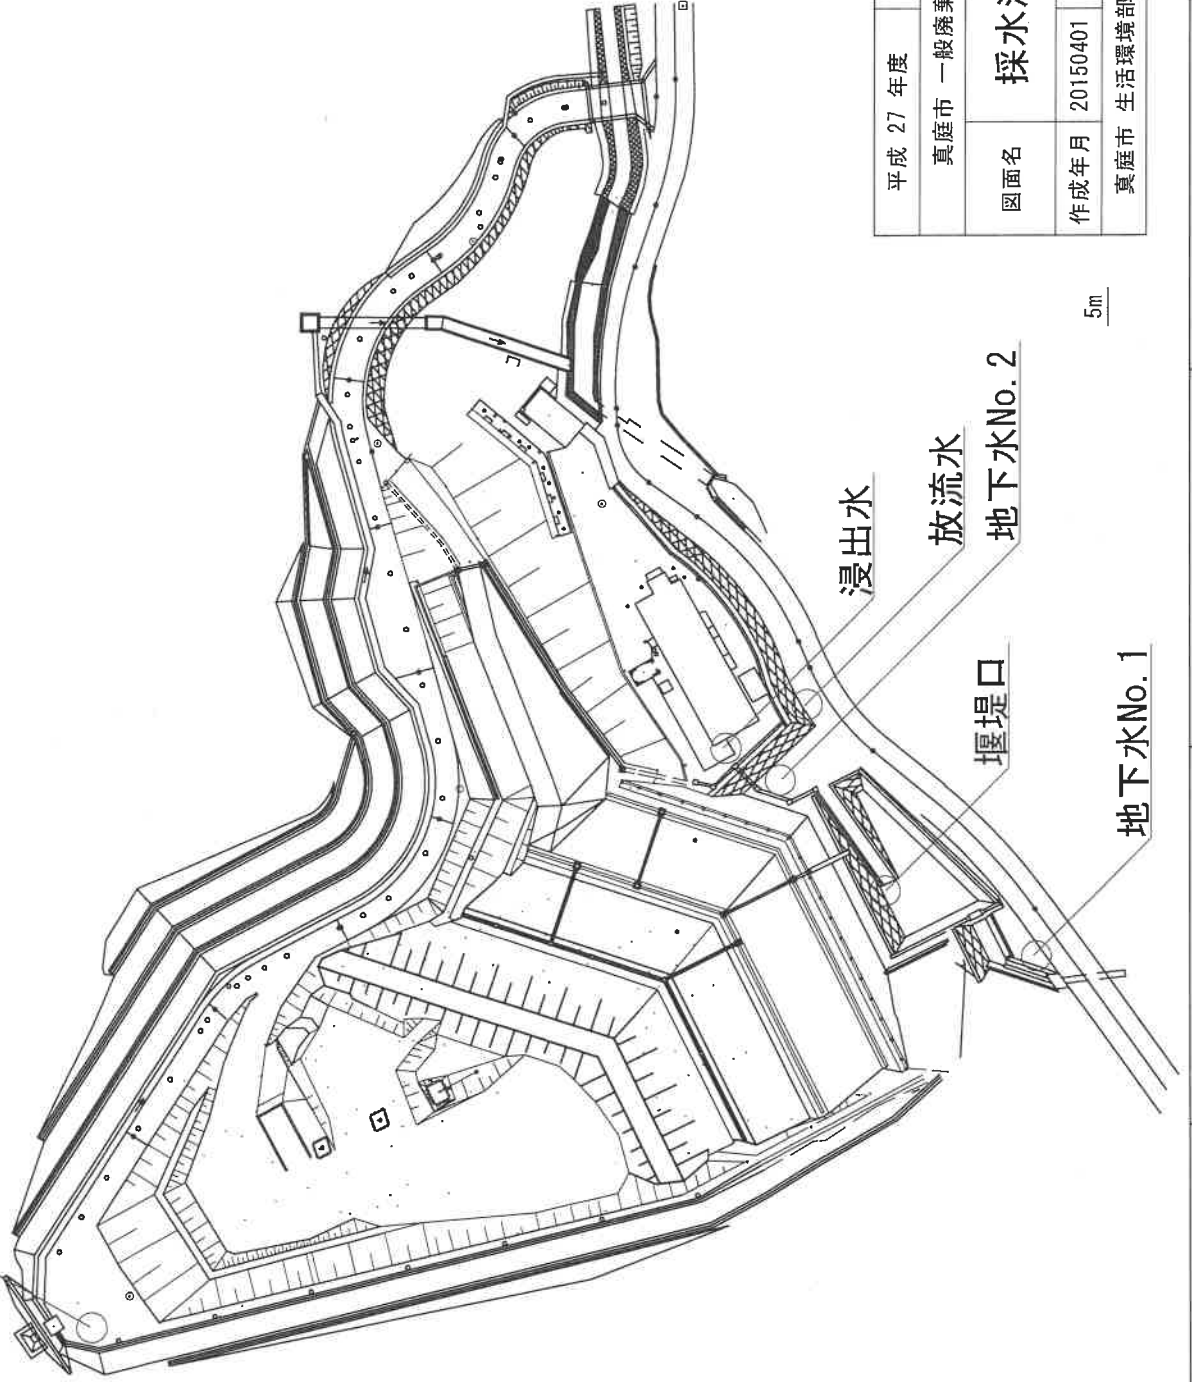 浸出水
放流水
地下水No. 2
堰堤口
地下水No. 1
5m
平成 27 年度
真庭市 一般廃棄
図面名 採水
作成年月 20150401
真庭市 生活環境部